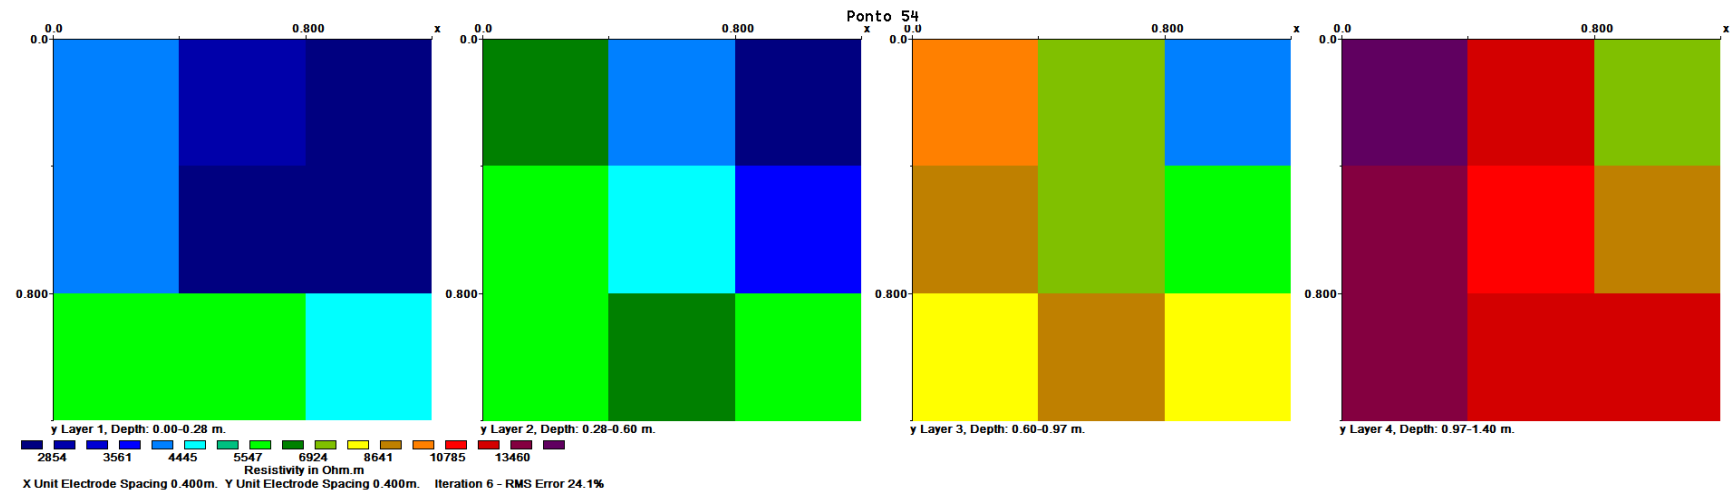 Ponto 54
0.0 0.800 x 0.0 0.800 x 0.0 0.800 x 0.0 0.800 x
0.0 0.0 0.0 0.0
0.800 0.800 0.800 0.800
y Layer 1, Depth: 0.00-0.28 m. y Layer 2, Depth: 0.28-0.60 m. y Layer 3, Depth: 0.60-0.97 m. y Layer 4, Depth: 0.97-1.40 m.
2854 3561 4445 5547 6924 8641 10785 13460
Resistivity in Ohm.m
X Unit Electrode Spacing 0.400m. Y Unit Electrode Spacing 0.400m. Iteration 6 - RMS Error 24.1%